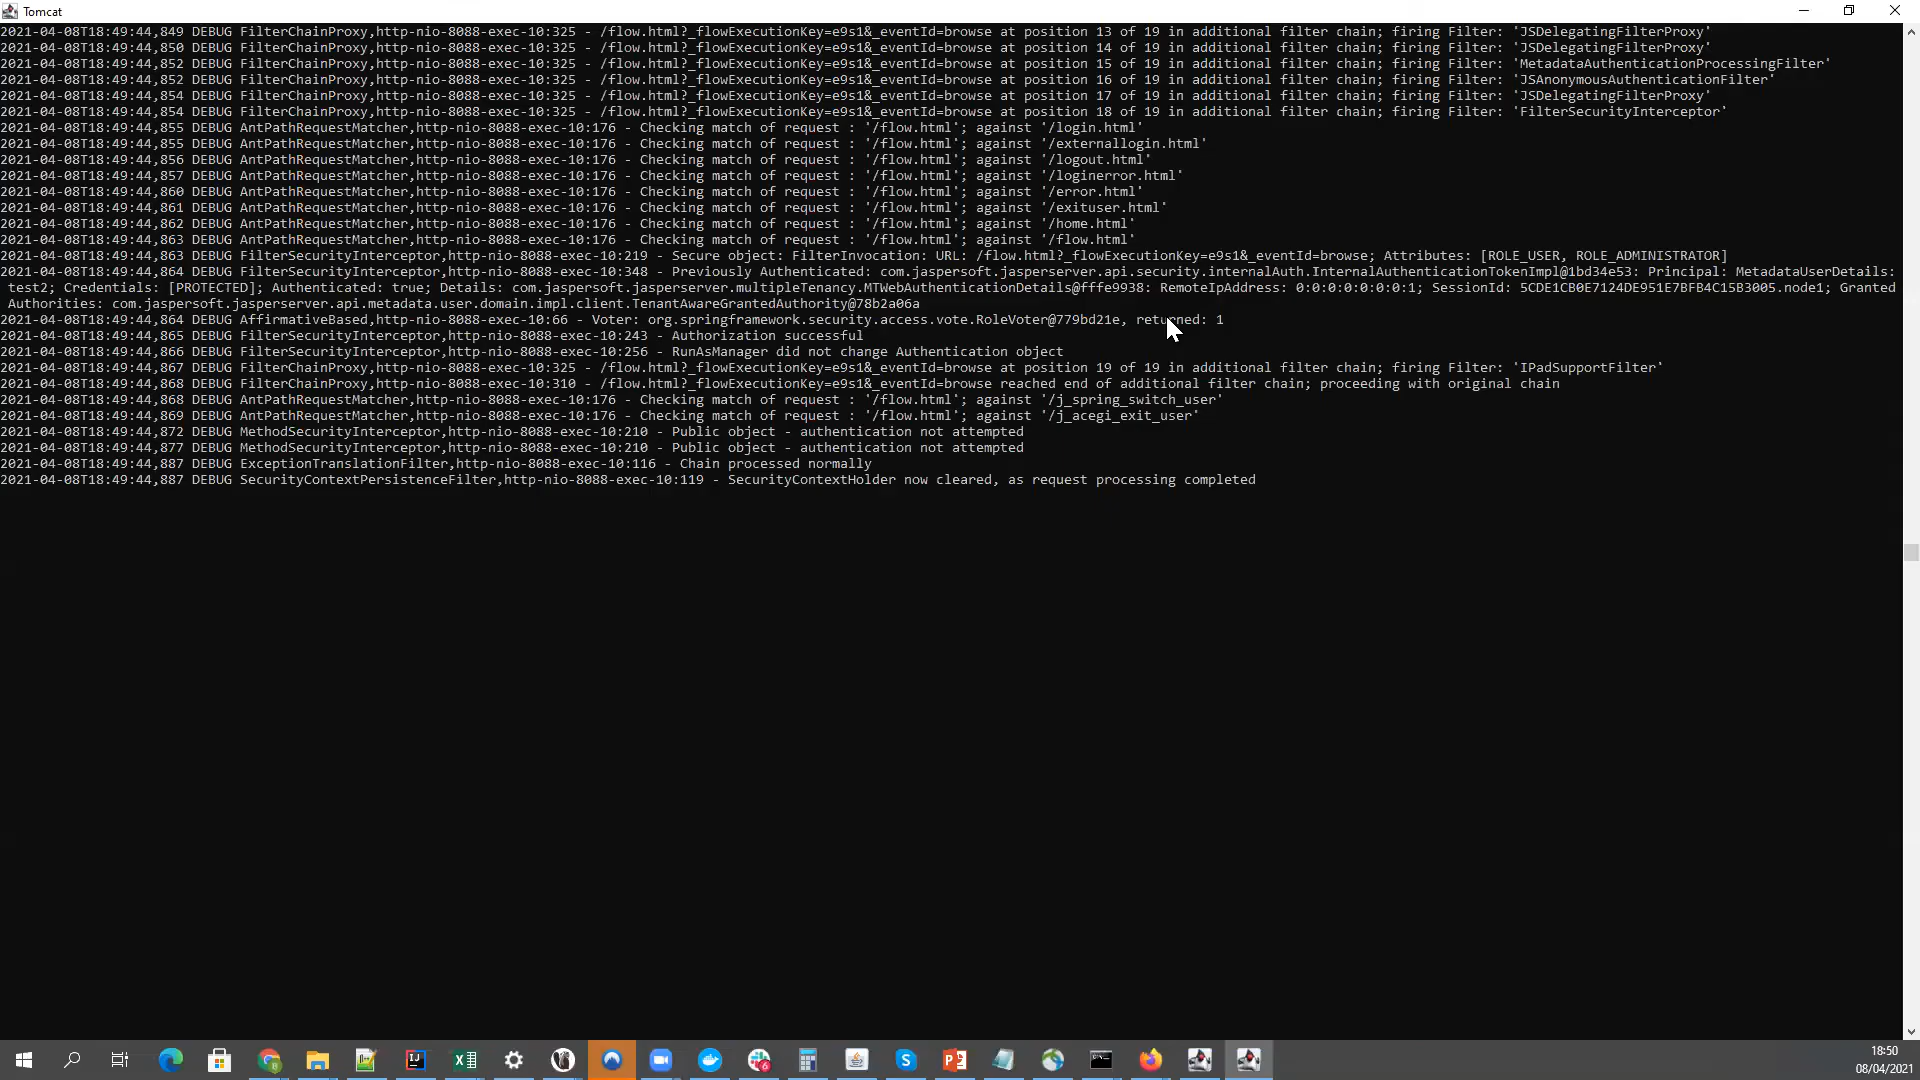 Tomcat
2021-04-08T18:49:44,849 DEBUG FilterChainProxy,http-nio-8088-exec-10:325 - /flow.html?_flowExecutionKey=e9s1&_eventId=browse at position 13 of 19 in additional filter chain; firing Filter: 'JSDelegatingFilterProxy'
2021-04-08T18:49:44,850 DEBUG FilterChainProxy,http-nio-8088-exec-10:325 - /flow.html?_flowExecutionKey=e9s1&_eventId=browse at position 14 of 19 in additional filter chain; firing Filter: 'JSDelegatingFilterProxy'
2021-04-08T18:49:44,852 DEBUG FilterChainProxy,http-nio-8088-exec-10:325 - /flow.html?_flowExecutionKey=e9s1&_eventId=browse at position 15 of 19 in additional filter chain; firing Filter: 'MetadataAuthenticationProcessingFilter'
2021-04-08T18:49:44,852 DEBUG FilterChainProxy,http-nio-8088-exec-10:325 - /flow.html?_flowExecutionKey=e9s1&_eventId=browse at position 16 of 19 in additional filter chain; firing Filter: 'JSAnonymousAuthenticationFilter'
2021-04-08T18:49:44,854 DEBUG FilterChainProxy,http-nio-8088-exec-10:325 - /flow.html?_flowExecutionKey=e9s1&_eventId=browse at position 17 of 19 in additional filter chain; firing Filter: 'JSDelegatingFilterProxy'
2021-04-08T18:49:44,854 DEBUG FilterChainProxy,http-nio-8088-exec-10:325 - /flow.html?_flowExecutionKey=e9s1&_eventId=browse at position 18 of 19 in additional filter chain; firing Filter: 'FilterSecurityInterceptor'
2021-04-08T18:49:44,855 DEBUG AntPathRequestMatcher,http-nio-8088-exec-10:176 - Checking match of request : '/flow.html'; against '/login.html'
2021-04-08T18:49:44,855 DEBUG AntPathRequestMatcher,http-nio-8088-exec-10:176 - Checking match of request : '/flow.html'; against '/externallogin.html'
2021-04-08T18:49:44,856 DEBUG AntPathRequestMatcher,http-nio-8088-exec-10:176 - Checking match of request : '/flow.html'; against '/logout.html'
2021-04-08T18:49:44,857 DEBUG AntPathRequestMatcher,http-nio-8088-exec-10:176 - Checking match of request : '/flow.html'; against '/loginerror.html'
2021-04-08T18:49:44,860 DEBUG AntPathRequestMatcher,http-nio-8088-exec-10:176 - Checking match of request : '/flow.html'; against '/error.html'
2021-04-08T18:49:44,861 DEBUG AntPathRequestMatcher,http-nio-8088-exec-10:176 - Checking match of request : '/flow.html'; against '/exituser.html'
2021-04-08T18:49:44,862 DEBUG AntPathRequestMatcher,http-nio-8088-exec-10:176 - Checking match of request : '/flow.html'; against '/home.html'
2021-04-08T18:49:44,863 DEBUG AntPathRequestMatcher,http-nio-8088-exec-10:176 - Checking match of request : '/flow.html'; against '/flow.html'
2021-04-08T18:49:44,863 DEBUG FilterSecurityInterceptor,http-nio-8088-exec-10:219 - Secure object: FilterInvocation: URL: /flow.html?_flowExecutionKey=e9s1&_eventId=browse; Attributes: [ROLE_USER, ROLE_ADMINISTRATOR]
2021-04-08T18:49:44,864 DEBUG FilterSecurityInterceptor,http-nio-8088-exec-10:348 - Previously Authenticated: com.jaspersoft.jasperserver.api.security.internalAuth.InternalAuthenticationTokenImpl@1bd34e53: Principal: MetadataUserDetails:
test2; Credentials: [PROTECTED]; Authenticated: true; Details: com.jaspersoft.jasperserver.multipleTenancy.MTWebAuthenticationDetails@fffe9938: RemoteIpAddress: 0:0:0:0:0:0:0:1; SessionId: 5CDE1CB0E7124DE951E7BFB4C15B3005.node1; Granted
Authorities: com.jaspersoft.jasperserver.api.metadata.user.domain.impl.client.TenantAwareGrantedAuthority@78b2a06a
2021-04-08T18:49:44,864 DEBUG AffirmativeBased,http-nio-8088-exec-10:66 - Voter: org.springframework.security.access.vote.RoleVoter@779bd21e, returned: 1
2021-04-08T18:49:44,865 DEBUG FilterSecurityInterceptor,http-nio-8088-exec-10:243 - Authorization successful
2021-04-08T18:49:44,866 DEBUG FilterSecurityInterceptor,http-nio-8088-exec-10:256 - RunAsManager did not change Authentication object
2021-04-08T18:49:44,867 DEBUG FilterChainProxy,http-nio-8088-exec-10:325 - /flow.html?_flowExecutionKey=e9s1&_eventId=browse at position 19 of 19 in additional filter chain; firing Filter: 'IPadSupportFilter'
2021-04-08T18:49:44,868 DEBUG FilterChainProxy,http-nio-8088-exec-10:310 - /flow.html?_flowExecutionKey=e9s1&_eventId=browse reached end of additional filter chain; proceeding with original chain
2021-04-08T18:49:44,868 DEBUG AntPathRequestMatcher,http-nio-8088-exec-10:176 - Checking match of request : '/flow.html'; against '/j_spring_switch_user'
2021-04-08T18:49:44,869 DEBUG AntPathRequestMatcher,http-nio-8088-exec-10:176 - Checking match of request : '/flow.html'; against '/j_acegi_exit_user'
2021-04-08T18:49:44,872 DEBUG MethodSecurityInterceptor,http-nio-8088-exec-10:210 - Public object - authentication not attempted
2021-04-08T18:49:44,877 DEBUG MethodSecurityInterceptor,http-nio-8088-exec-10:210 - Public object - authentication not attempted
2021-04-08T18:49:44,887 DEBUG ExceptionTranslationFilter,http-nio-8088-exec-10:116 - Chain processed normally
2021-04-08T18:49:44,887 DEBUG SecurityContextPersistenceFilter,http-nio-8088-exec-10:119 - SecurityContextHolder now cleared, as request processing completed
18:50
08/04/2021